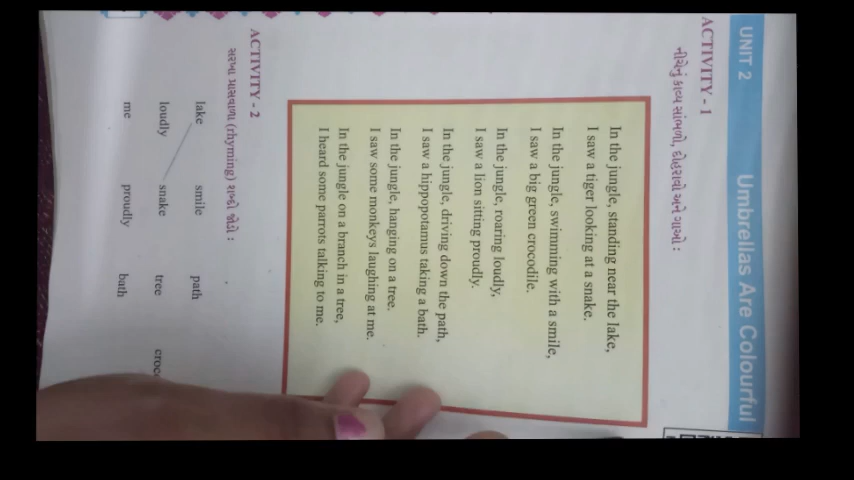 UNIT 2 Umbrellas Are Colourful
ACTIVITY - 1
નીચેનું કાવ્ય સાંભળો, દોહરાવો અને ગાઓ :
In the jungle, standing near the lake,
I saw a tiger looking at a snake.
In the jungle, swimming with a smile,
I saw a big green crocodile.
In the jungle, roaring loudly,
I saw a lion sitting proudly.
In the jungle, driving down the path,
I saw a hippopotamus taking a bath.
In the jungle, hanging on a tree.
I saw some monkeys laughing at me.
In the jungle on a branch in a tree,
I heard some parrots talking to me.
ACTIVITY - 2
સરખા પ્રાસવાળા (rhyming) શબ્દો જોડો :
lake smile path
loudly snake tree croc
me proudly bath